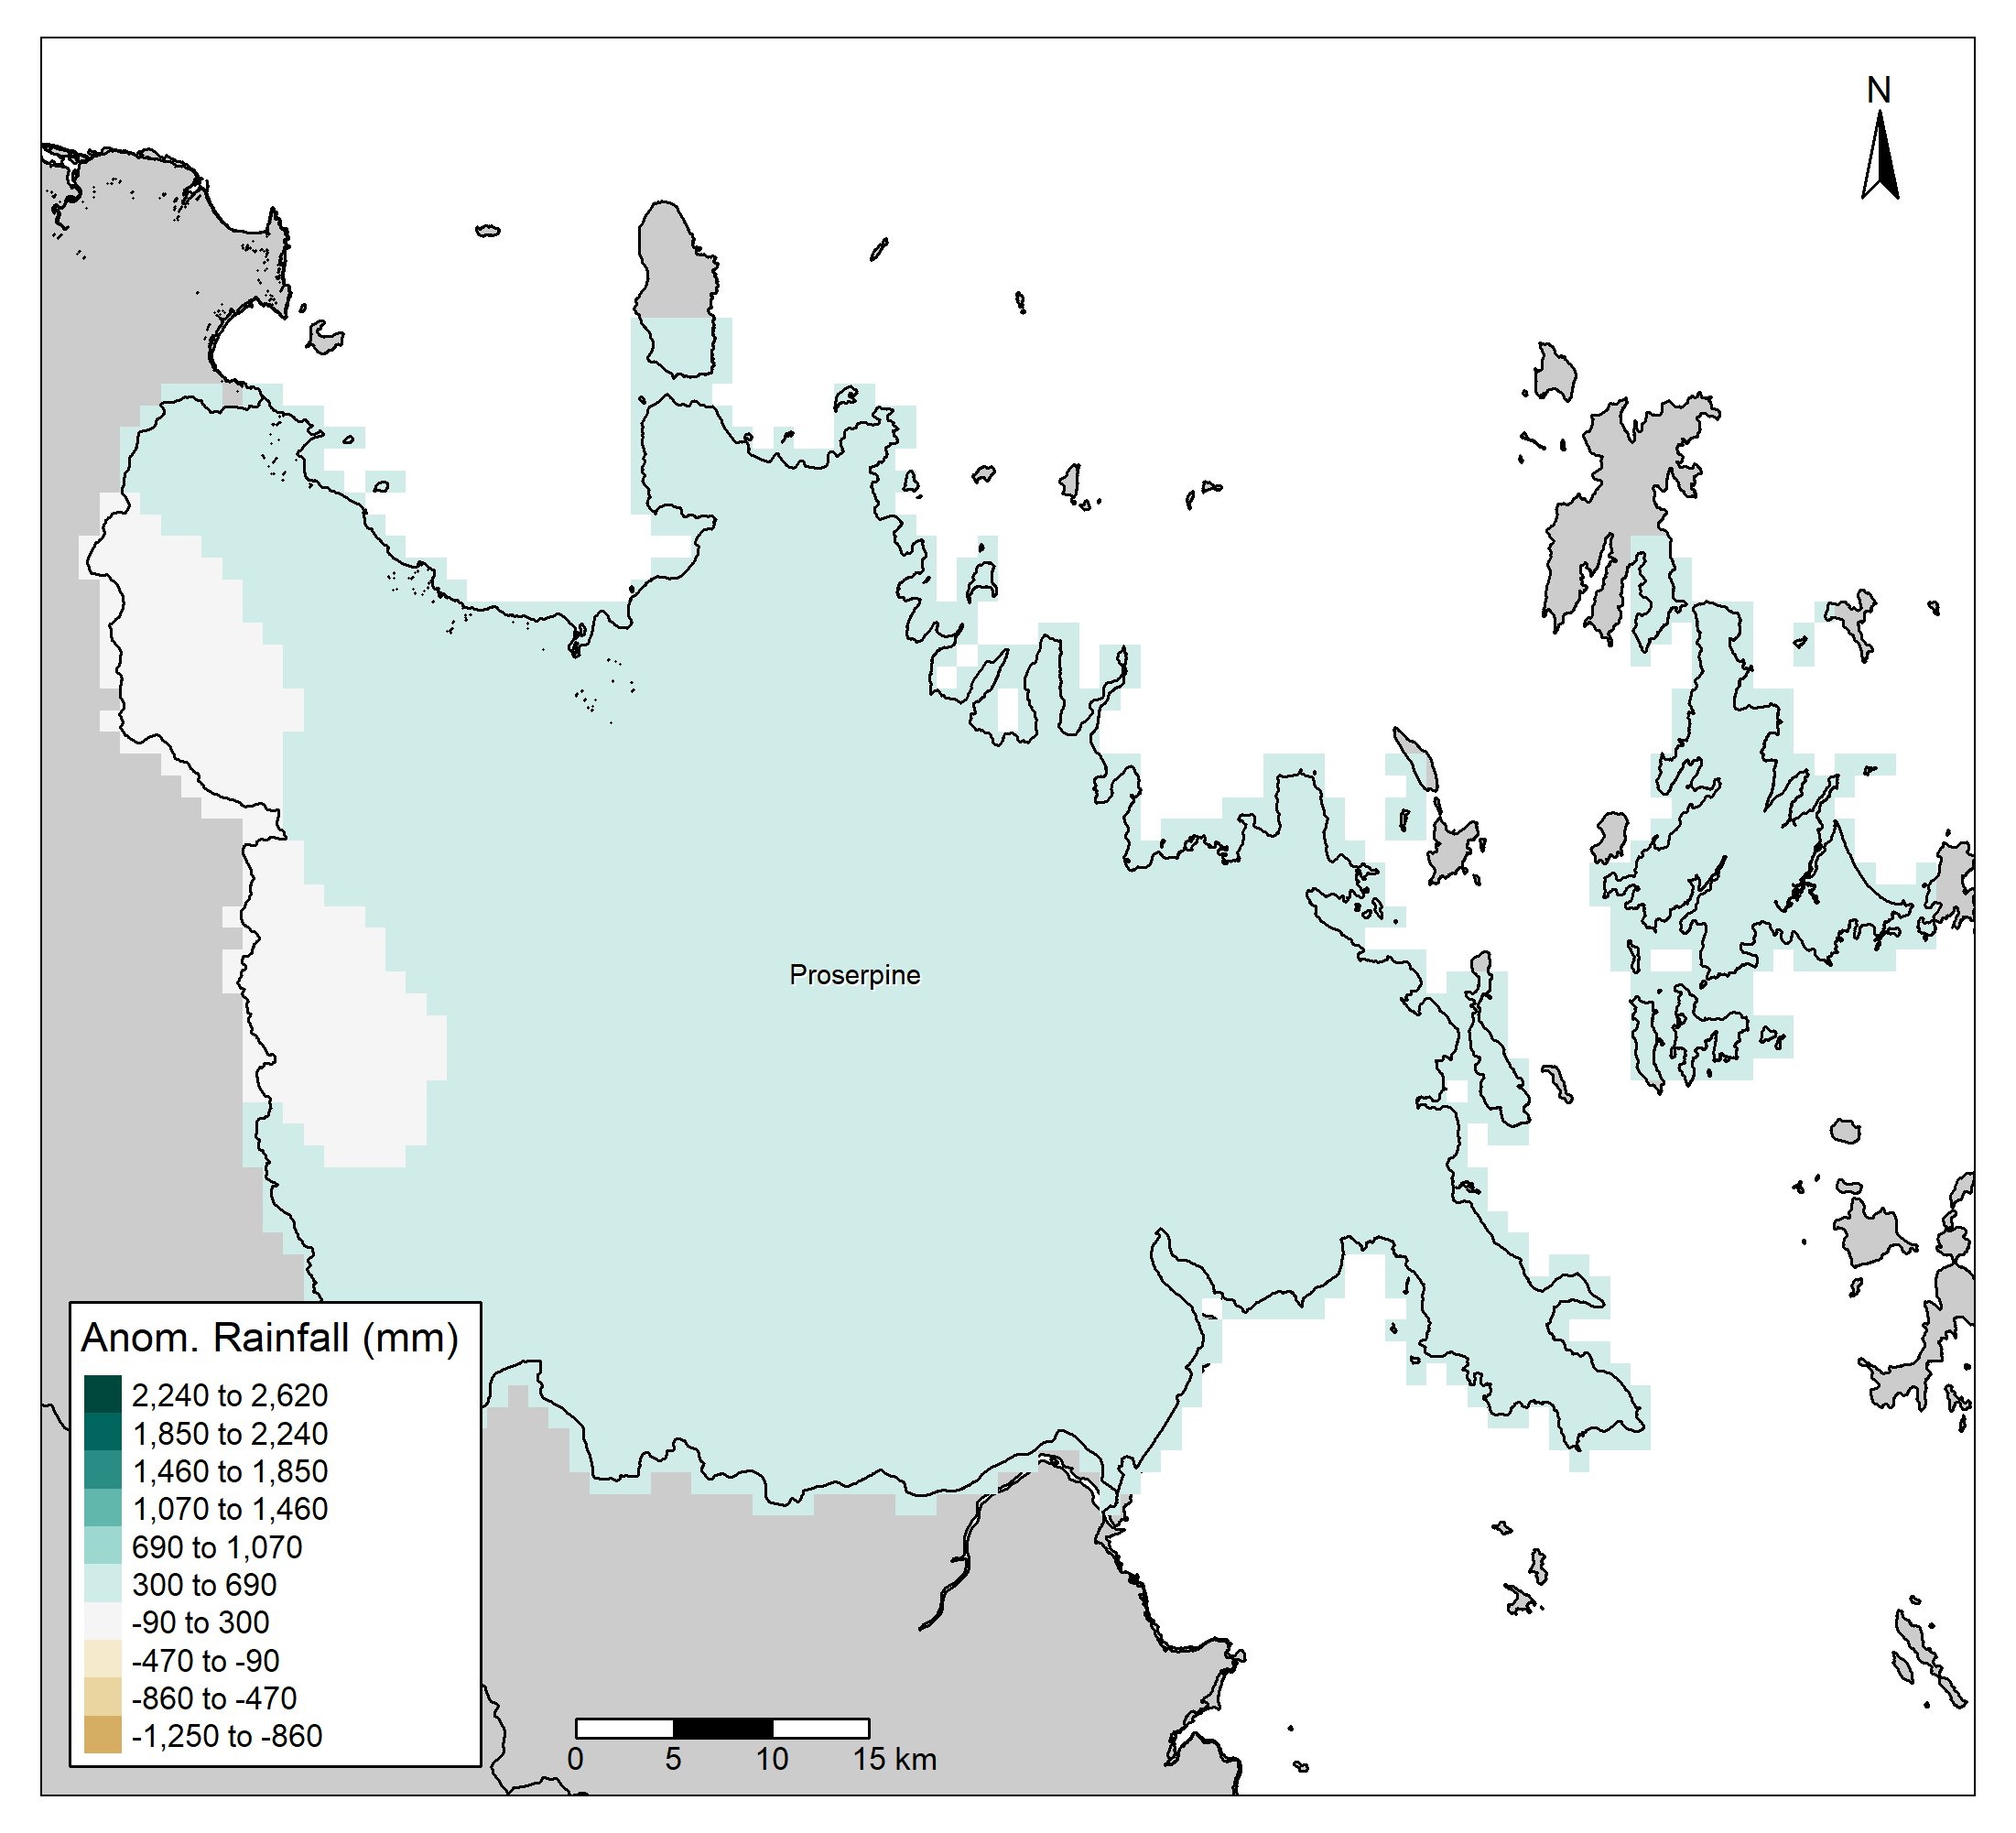 N
Proserpine
Anom. Rainfall (mm)
2,240 to 2,620
1,850 to 2,240
1,460 to 1,850
1,070 to 1,460
690 to 1,070
300 to 690
-90 to 300
-470 to -90
-860 to -470
-1,250 to -860
0 5 10 15 km